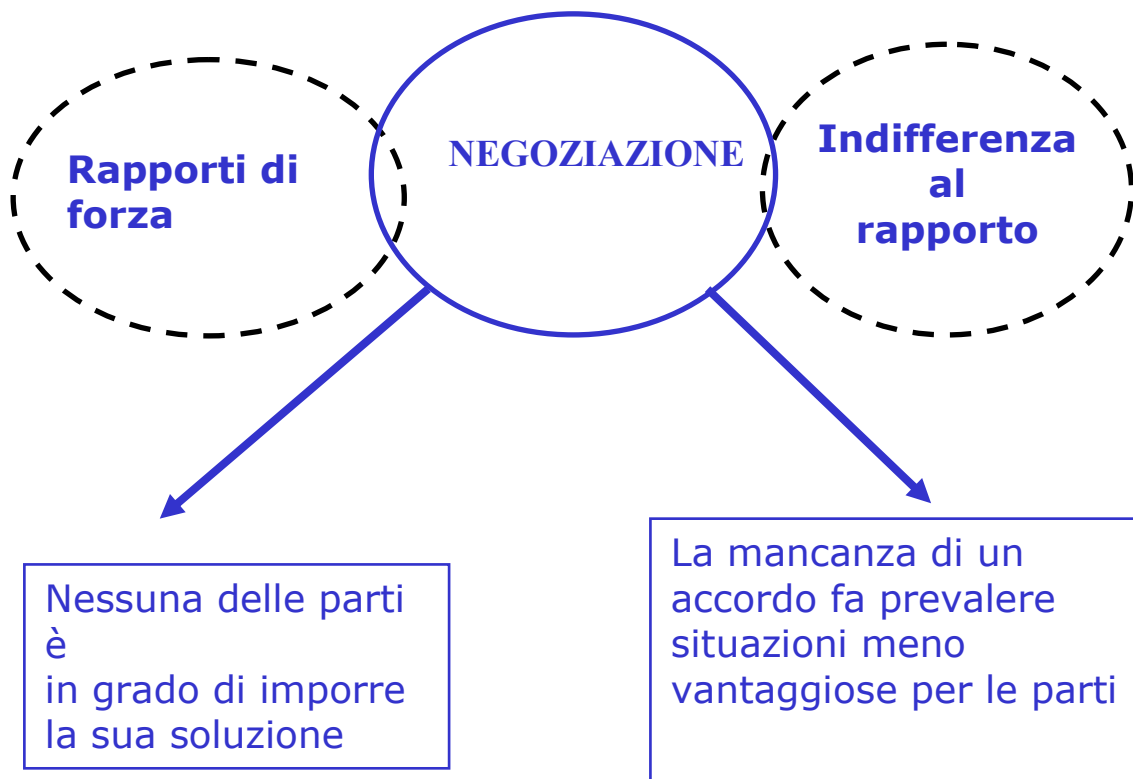 Rapporti di
forza
NEGOZIAZIONE
Indifferenza
al
rapporto
Nessuna delle parti
è
in grado di imporre
la sua soluzione
La mancanza di un
accordo fa prevalere
situazioni meno
vantaggiose per le parti